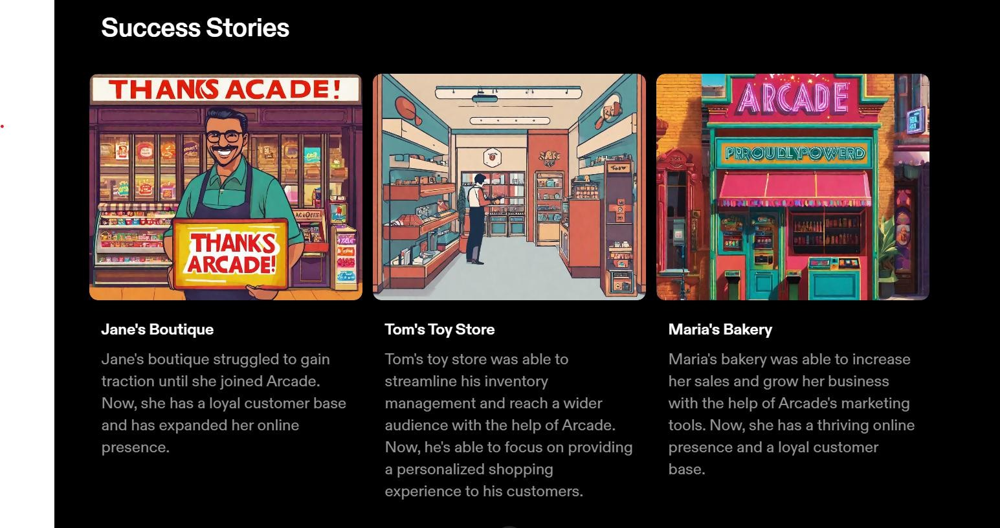 Success Stories
THANKS ACADE!
THANKS
ARCADE!
ARCADE
PRROUDLYPOWERD
Jane's Boutique
Jane's boutique struggled to gain
traction until she joined Arcade.
Now, she has a loyal customer base
and has expanded her online
presence.
Tom's Toy Store
Tom's toy store was able to
streamline his inventory
management and reach a wider
audience with the help of Arcade.
Now, he's able to focus on providing
a personalized shopping
experience to his customers.
Maria's Bakery
Maria's bakery was able to increase
her sales and grow her business
with the help of Arcade's marketing
tools. Now, she has a thriving online
presence and a loyal customer
base.